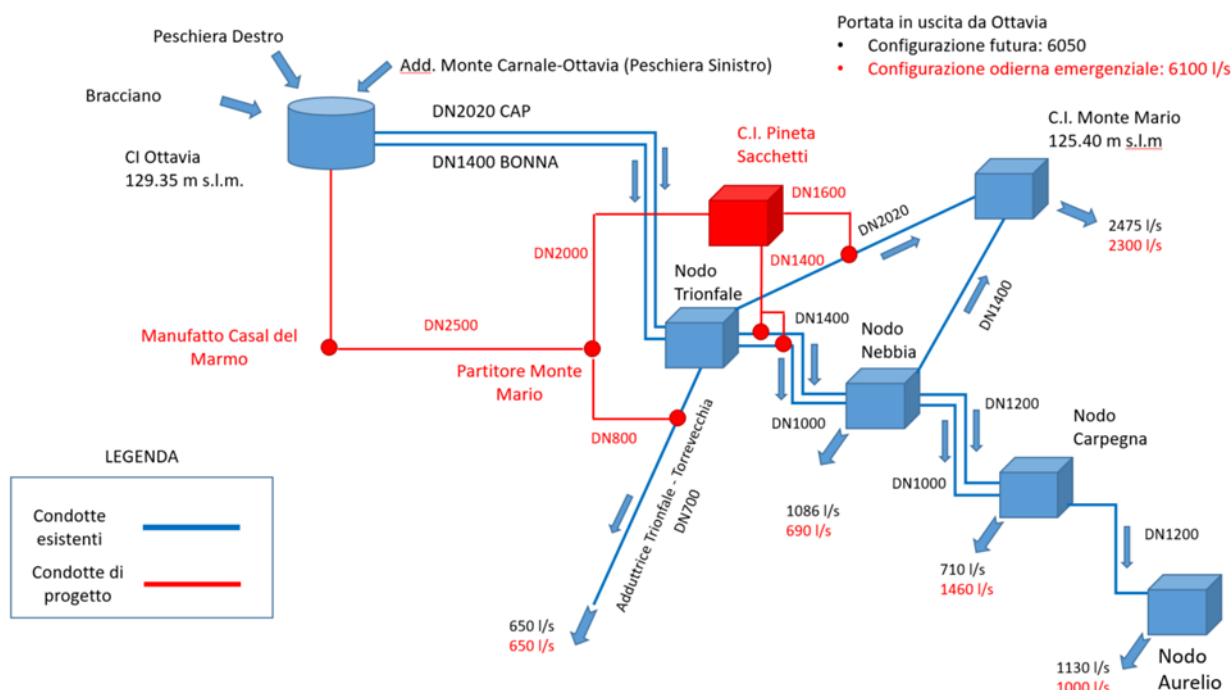 Portata in uscita da Ottavia
• Configurazione futura: 6050
• Configurazione odierna emergenziale: 6100 l/s
Peschiera Destro
Add. Monte Carnale-Ottavia (Peschiera Sinistro)
Bracciano
DN2020 CAP
DN1400 BONNA
CI Ottavia
129.35 m s.l.m.
C.I. Pineta
Sacchetti
C.I. Monte Mario
125.40 m s.l.m
DN1600
DN2020
2475 l/s
2300 l/s
DN2000
DN1400
Nodo
Trionfale
DN1400
DN1400
Nodo
Nebbia
Manufatto Casal del
Marmo
DN2500
Partitore Monte
Mario
DN800
DN1000
DN1200
Nodo
Carpegna
DN1000
Adduttrice Trionfale - Torrevecchia
DN700
1086 l/s
690 l/s
710 l/s
1460 l/s
DN1200
LEGENDA
Condotte
esistenti
Condotte di
progetto
650 l/s
650 l/s
1130 l/s
1000 l/s
Nodo
Aurelio